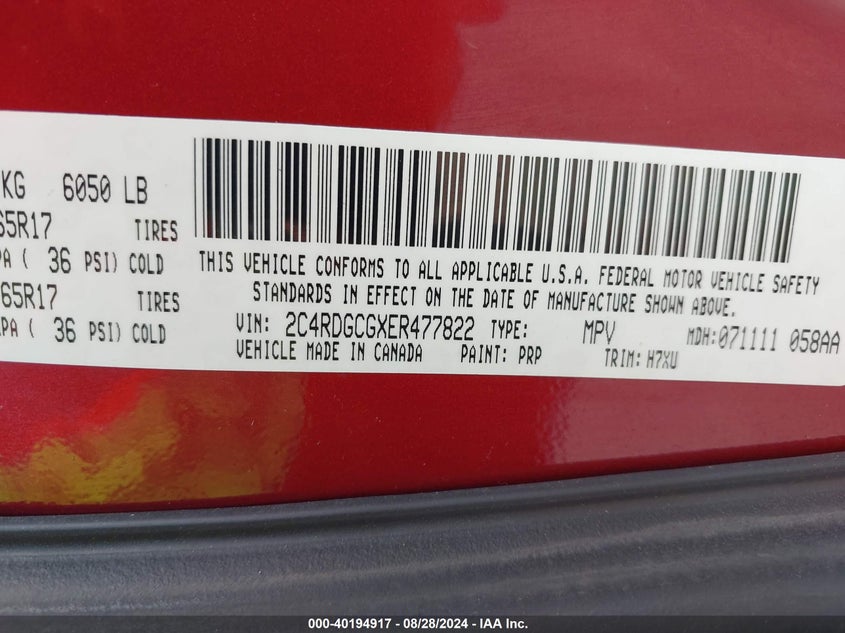 KG 6050 LB
65R17 TIRES
PA ( 36 PSI) COLD
65R17 TIRES
PA ( 36 PSI) COLD
THIS VEHICLE CONFORMS TO ALL APPLICABLE U.S.A. FEDERAL MOTOR VEHICLE SAFETY
STANDARDS IN EFFECT ON THE DATE OF MANUFACTURE SHOWN ABOVE.
VIN: 2C4RDGCGXER477822 TYPE: MPV MDH:071111 058AA
VEHICLE MADE IN CANADA PAINT: PRP TRIM: H7XU
000-40194917 - 08/28/2024 - IAA Inc.